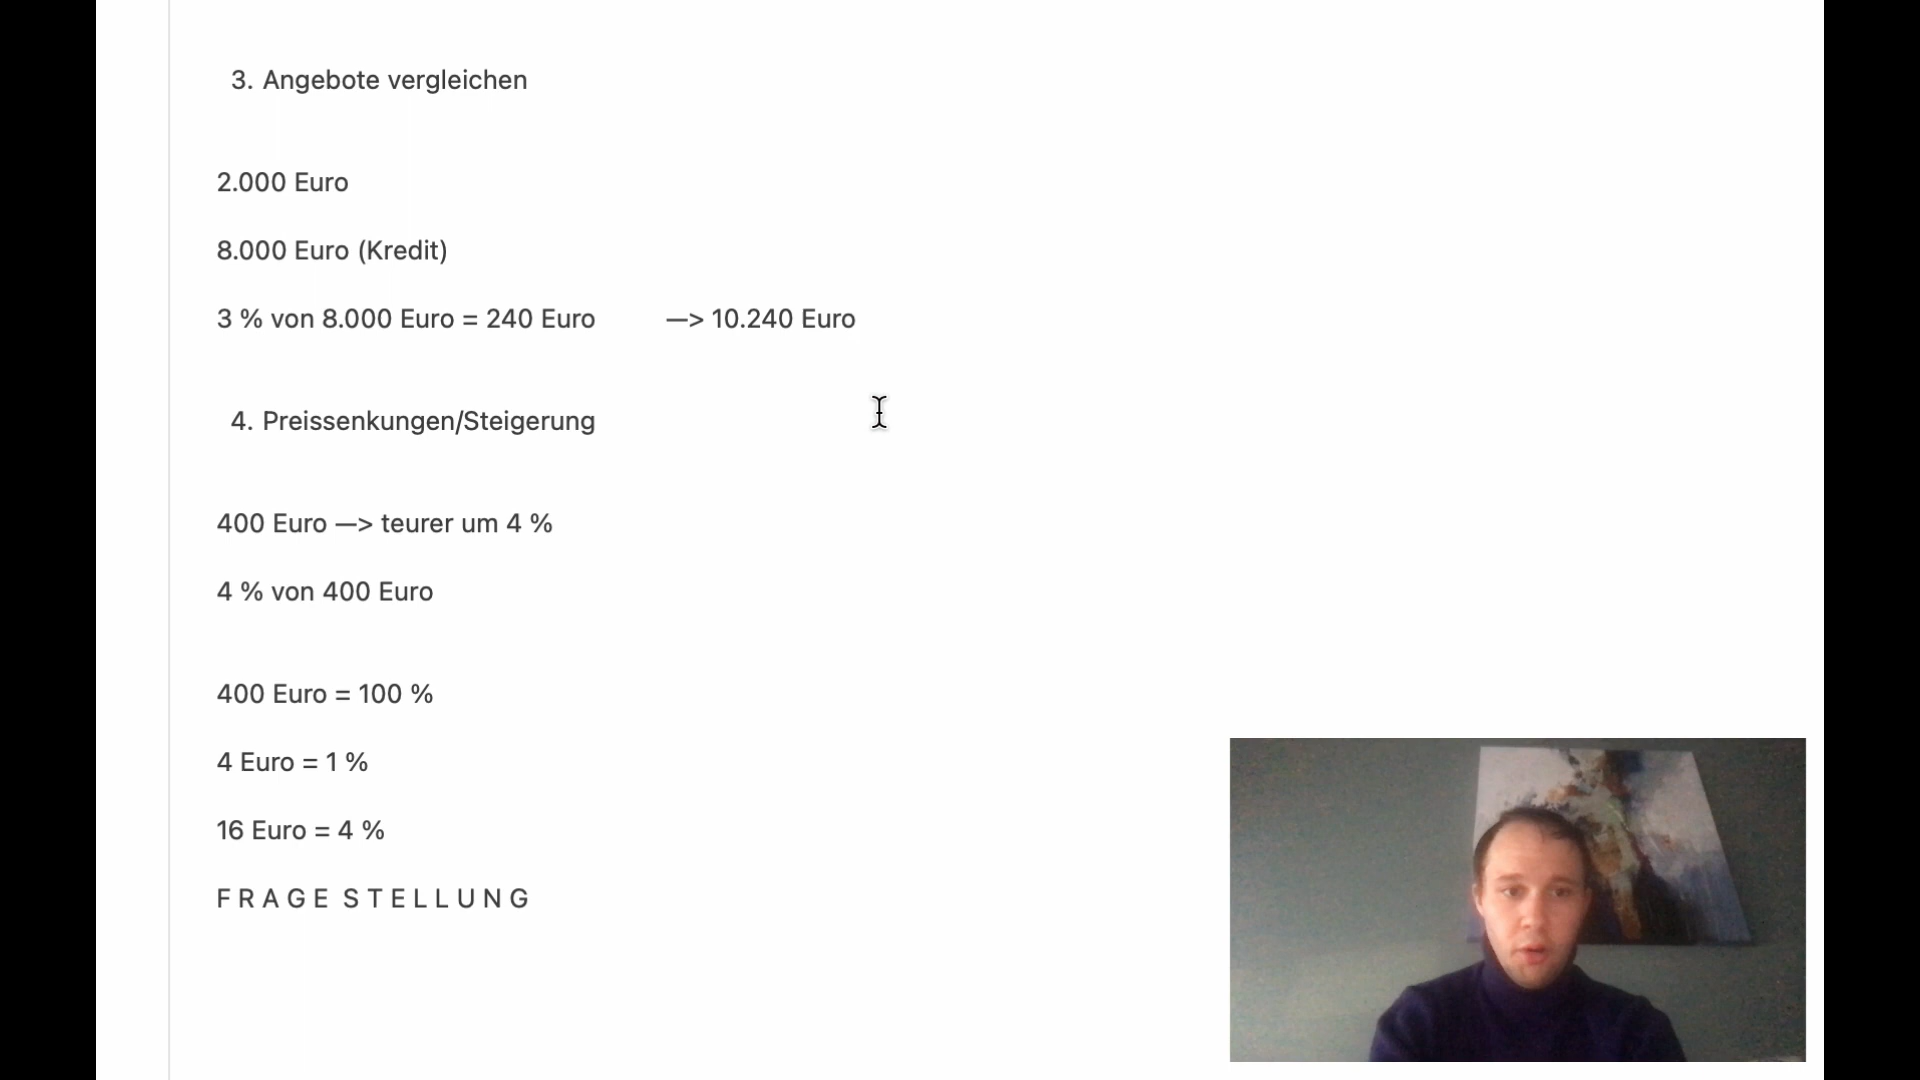 3. Angebote vergleichen
2.000 Euro
8.000 Euro (Kredit)
3 % von 8.000 Euro = 240 Euro —> 10.240 Euro
4. Preissenkungen/Steigerung
400 Euro —> teurer um 4 %
4 % von 400 Euro
400 Euro = 100 %
4 Euro = 1 %
16 Euro = 4 %
F R A G E  S T E L L U N G